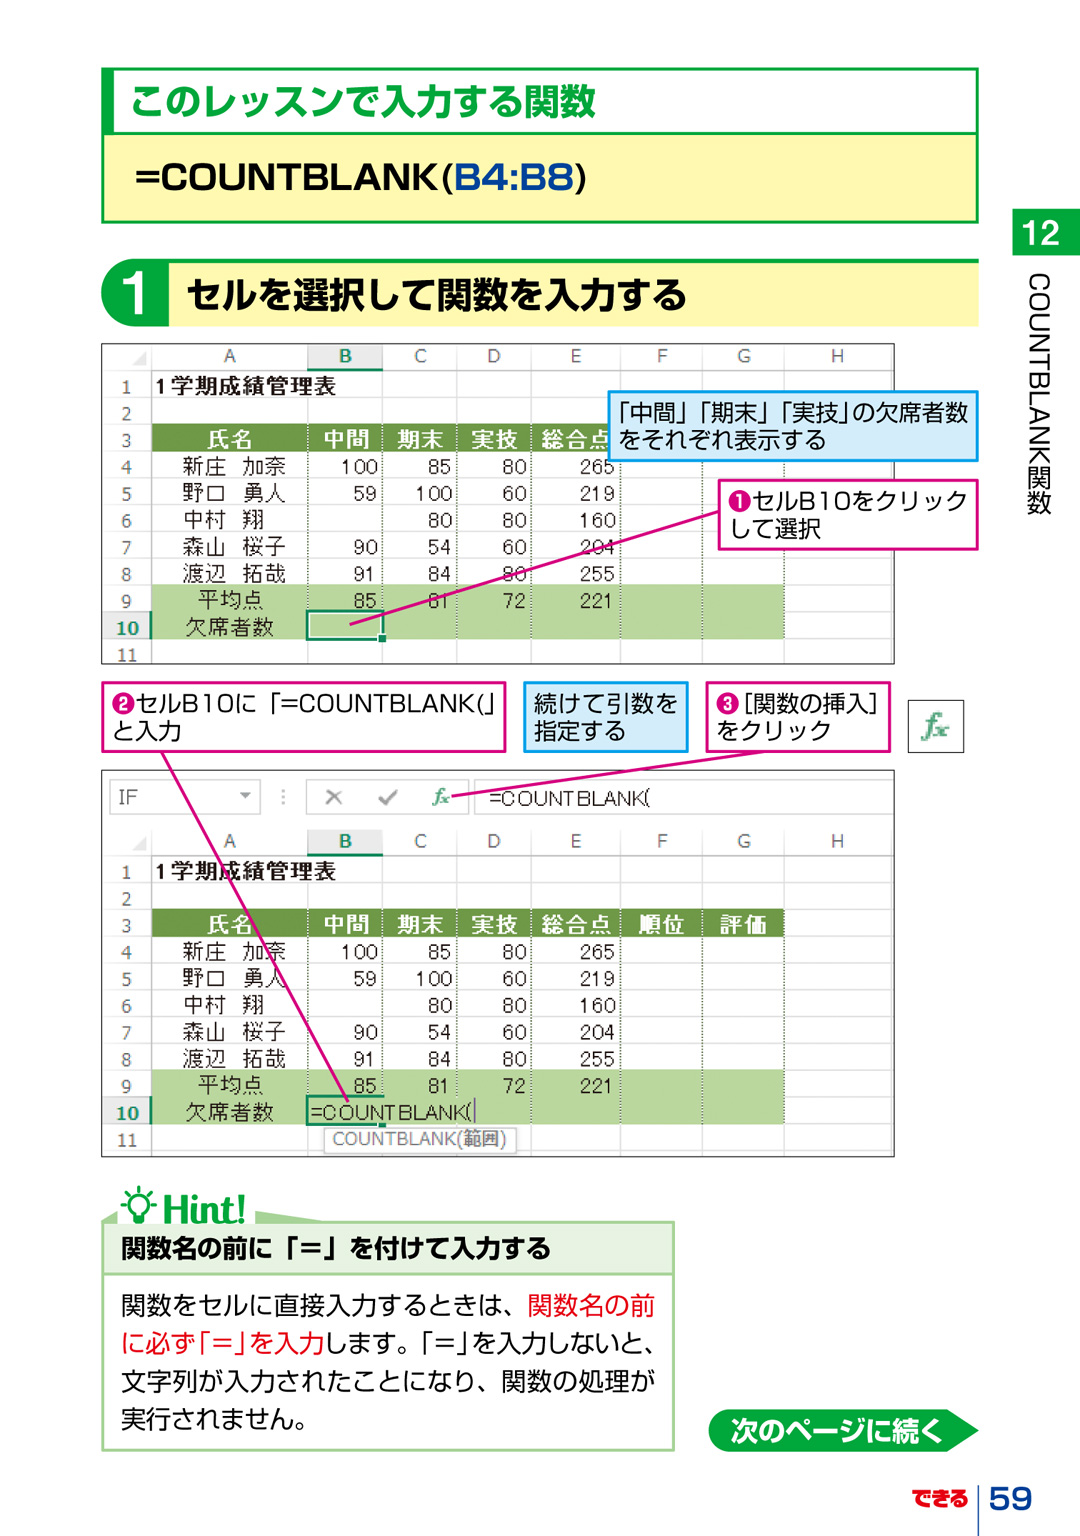 このレッスンで入力する関数
=COUNTBLANK(B4:B8)
12
COUNTBLANK関数
1 セルを選択して関数を入力する
A B C D E F G H
1 1学期成績管理表
2
3 氏名 中間 期末 実技 総合点
4 新庄 加奈 100 85 80 265
5 野口 勇人 59 100 60 219
6 中村 翔 80 80 160
7 森山 桜子 90 54 60 204
8 渡辺 拓哉 91 84 80 255
9 平均点 85 81 72 221
10 欠席者数
11
「中間」「期末」「実技」の欠席者数
をそれぞれ表示する
❶セルB10をクリック
して選択
❷セルB10に「=COUNTBLANK(」
と入力
続けて引数を
指定する
❸[関数の挿入]
をクリック
fx
IF fx =COUNTBLANK(
A B C D E F G H
1 1学期成績管理表
2
3 氏名 中間 期末 実技 総合点 順位 評価
4 新庄 加奈 100 85 80 265
5 野口 勇人 59 100 60 219
6 中村 翔 80 80 160
7 森山 桜子 90 54 60 204
8 渡辺 拓哉 91 84 80 255
9 平均点 85 81 72 221
10 欠席者数 =COUNTBLANK(
11 COUNTBLANK(範囲)
Hint!
関数名の前に「＝」を付けて入力する
関数をセルに直接入力するときは、関数名の前
に必ず「＝」を入力します。「＝」を入力しないと、
文字列が入力されたことになり、関数の処理が
実行されません。
次のページに続く
できる 59